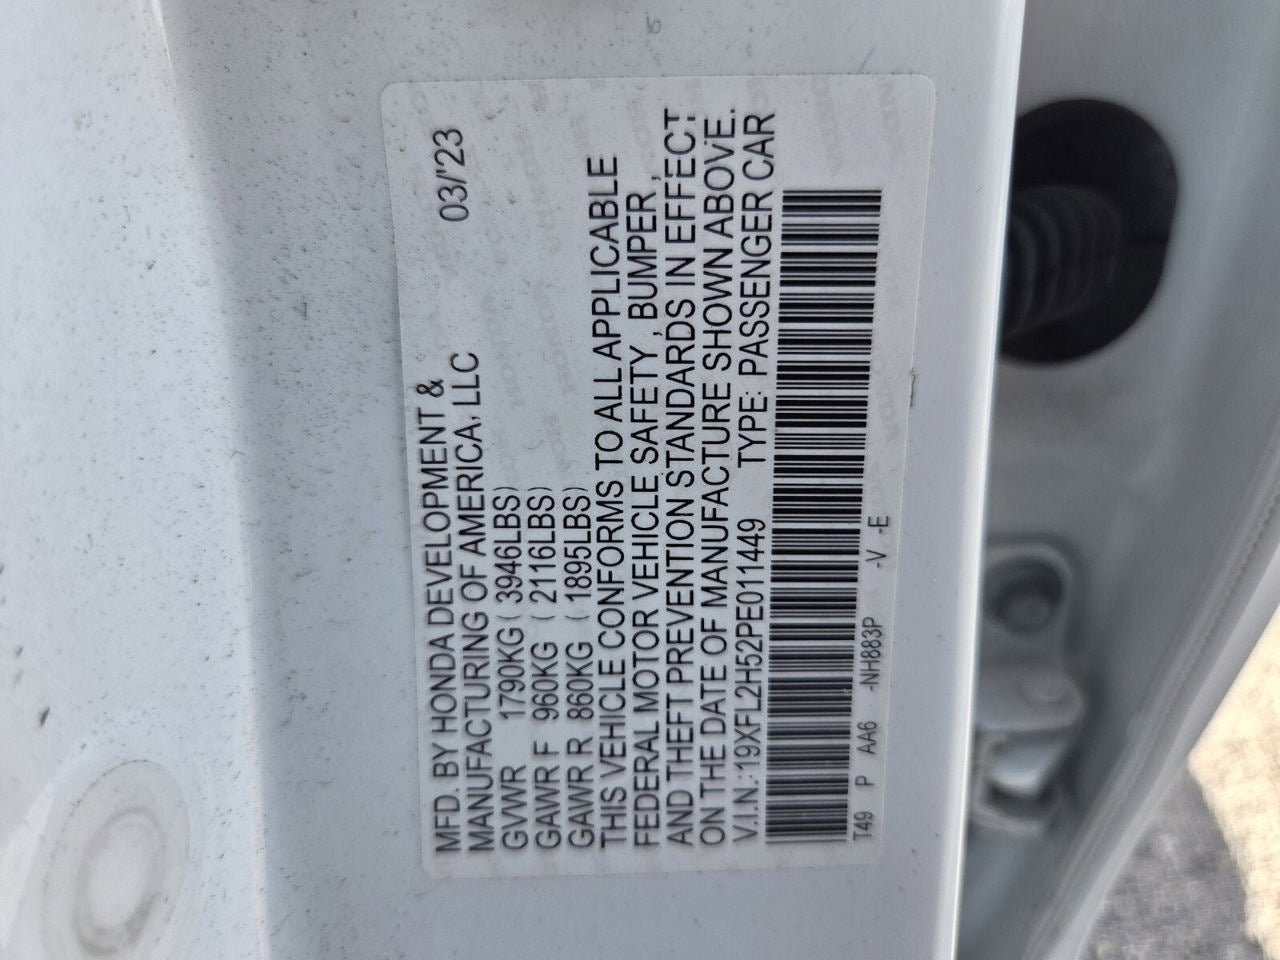 MFD. BY HONDA DEVELOPMENT &
MANUFACTURING OF AMERICA, LLC 03/'23
GVWR 1790KG ( 3946LBS)
GAWR F 960KG ( 2116LBS)
GAWR R 860KG ( 1895LBS)
THIS VEHICLE CONFORMS TO ALL APPLICABLE
FEDERAL MOTOR VEHICLE SAFETY , BUMPER ,
AND THEFT PREVENTION STANDARDS IN EFFECT
ON THE DATE OF MANUFACTURE SHOWN ABOVE.
V.I.N.: 19XFL2H52PE011449 TYPE: PASSENGER CAR
T49 P AA6 -NH883P -V -E